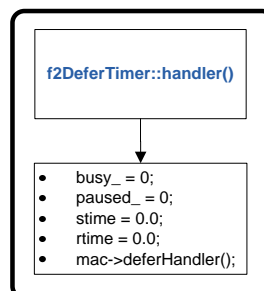 f2DeferTimer::handler()
• busy_ = 0;
• paused_ = 0;
• stime = 0.0;
• rtime = 0.0;
• mac->deferHandler();